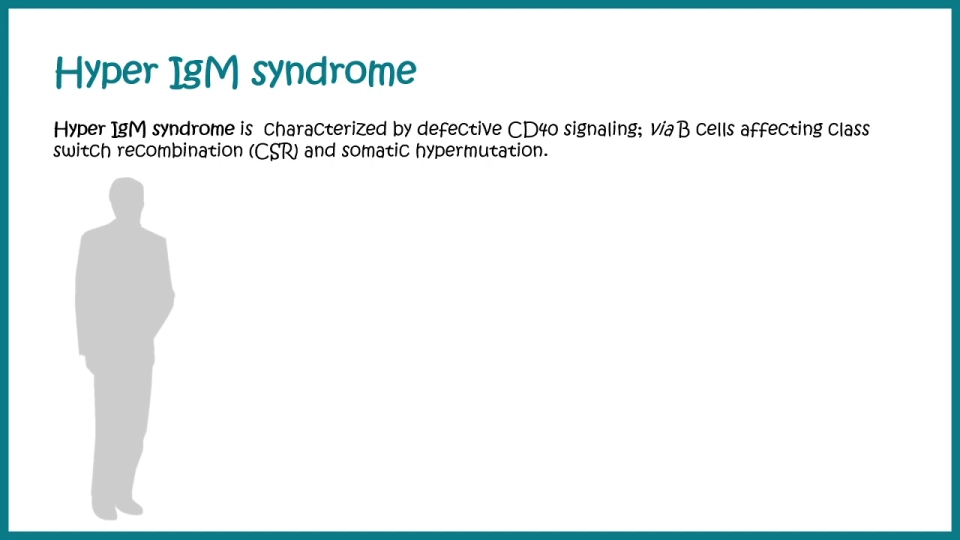 Hyper IgM syndrome
Hyper IgM syndrome is  characterized by defective CD40 signaling; via B cells affecting class
switch recombination (CSR) and somatic hypermutation.